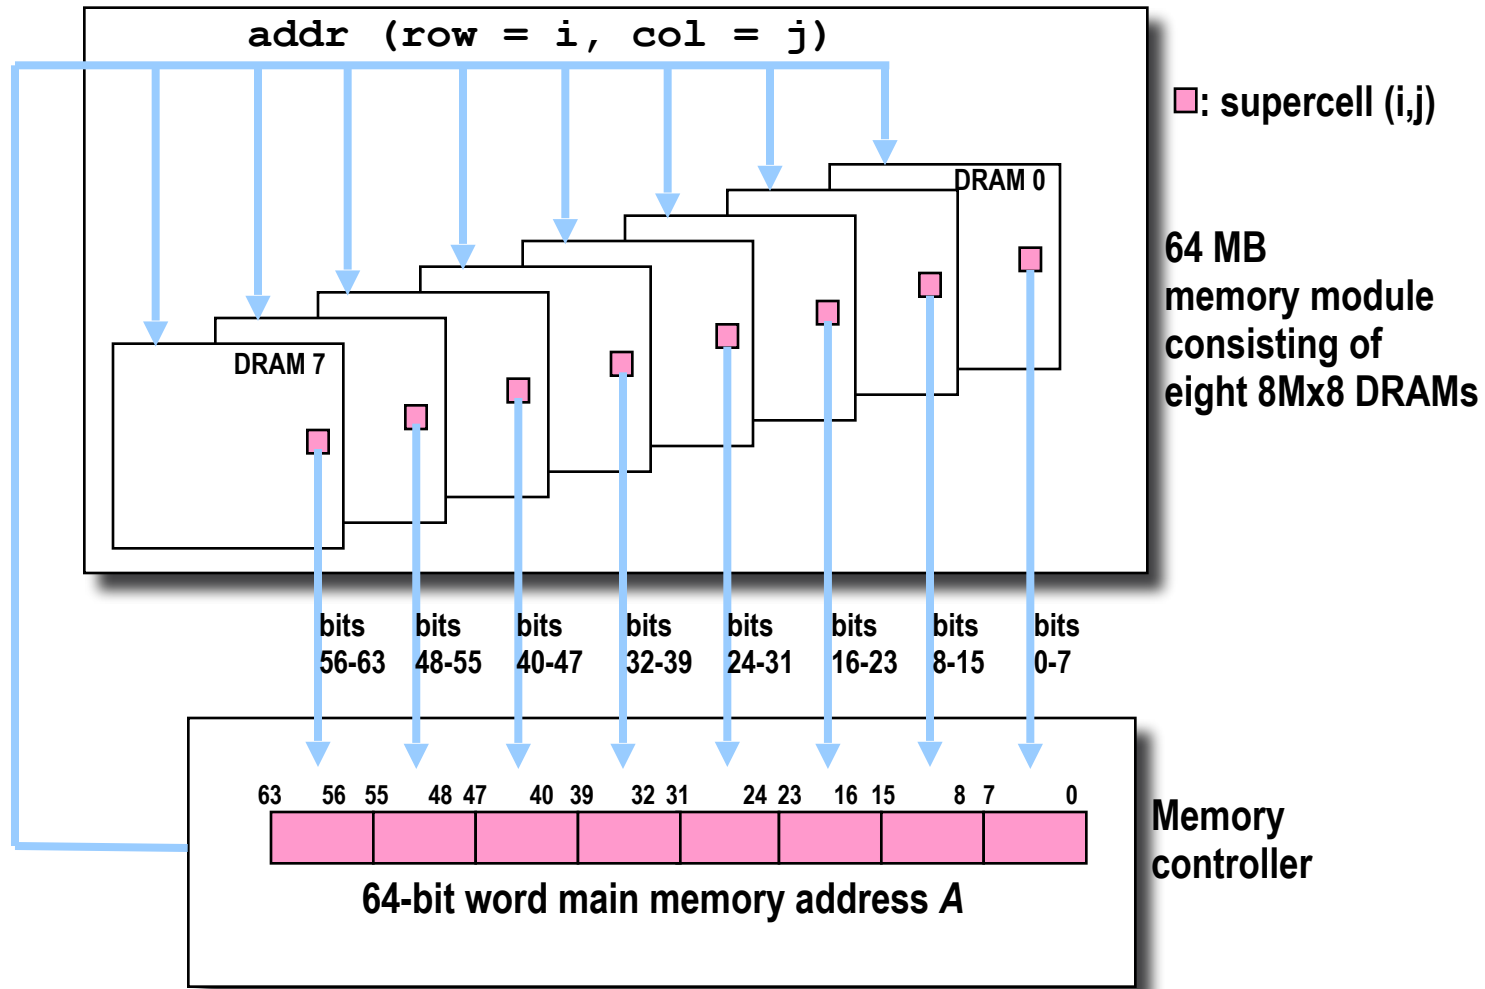 addr (row = i, col = j)
: supercell (i,j)
DRAM 0
64 MB
memory module
consisting of
eight 8Mx8 DRAMs
DRAM 7
bits bits bits bits bits bits bits bits
56-63 48-55 40-47 32-39 24-31 16-23 8-15 0-7
63 56 55 48 47 40 39 32 31 24 23 16 15 8 7 0
Memory
controller
64-bit word main memory address A